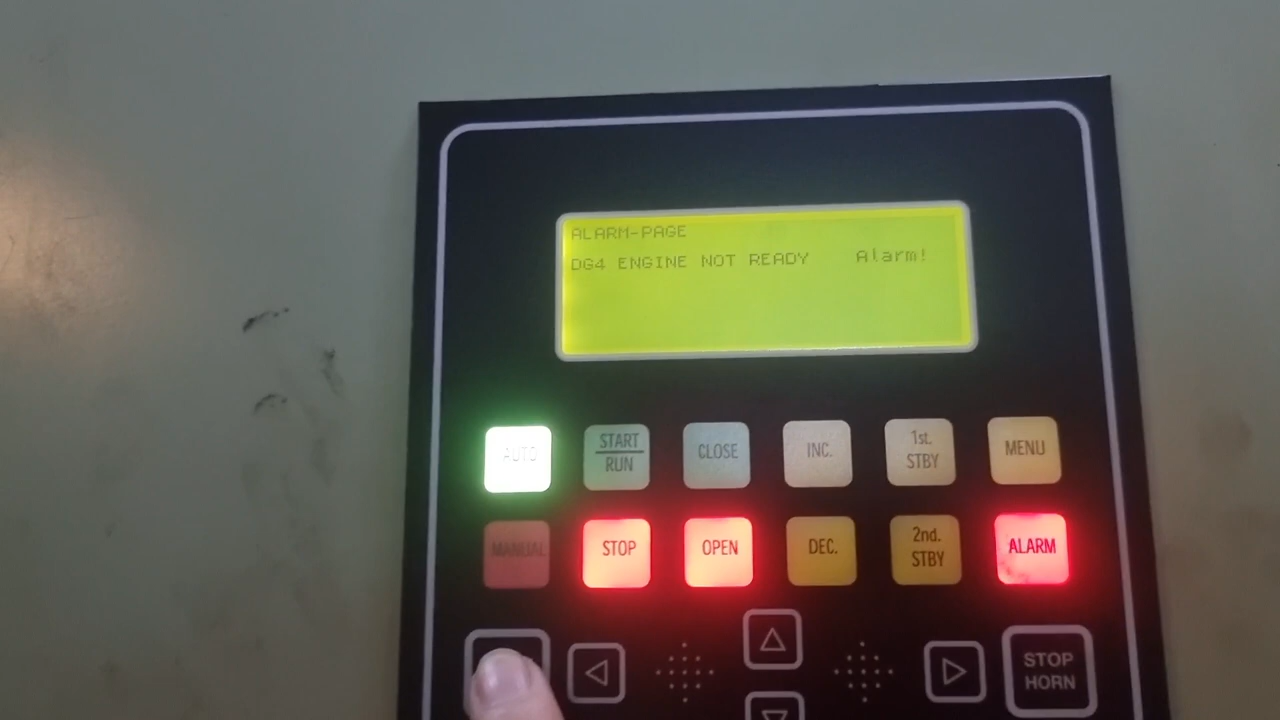 ALARM-PAGE
DG4 ENGINE NOT READY Alarm!
AUTO
START
RUN
CLOSE
INC.
1st.
STBY
MENU
MANUAL
STOP
OPEN
DEC.
2nd.
STBY
ALARM
STOP
HORN